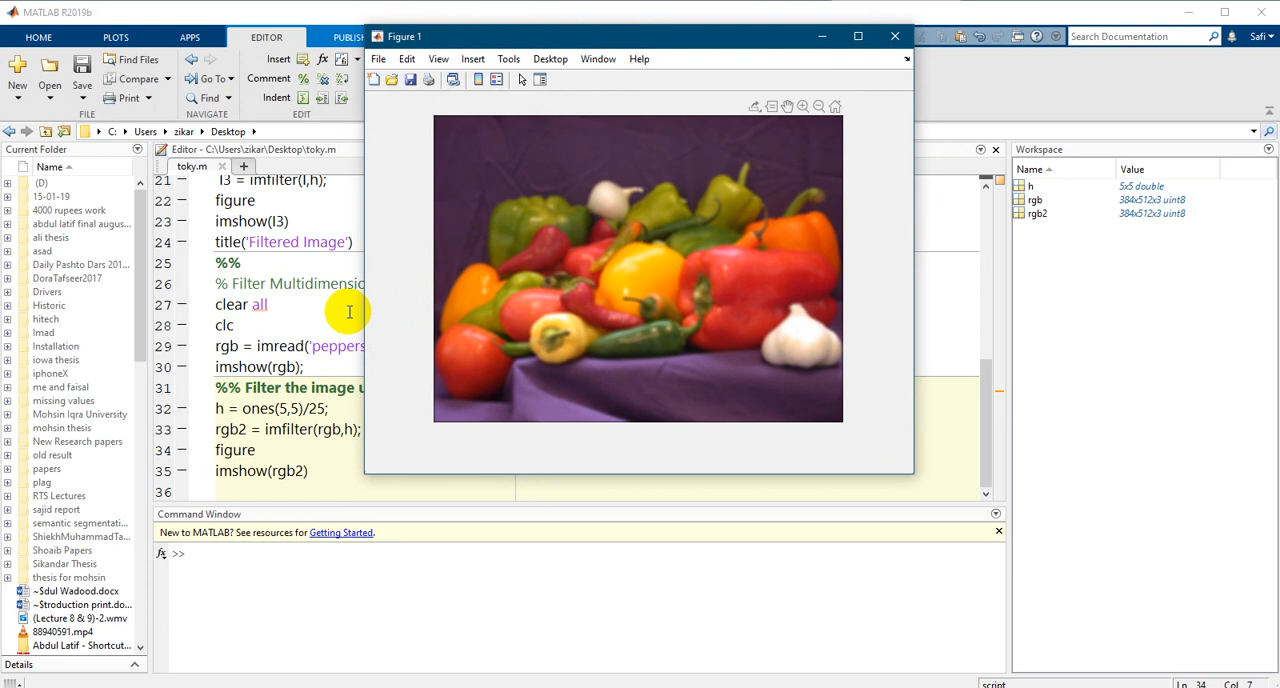 MATLAB R2019b
HOME
PLOTS
APPS
EDITOR
PUBLISH
Search Documentation
Safi
New
Open
Save
Find Files
Compare
Print
FILE
Go To
Find
NAVIGATE
Insert
Comment
Indent
EDIT
C: Users zikar Desktop
Current Folder
Name
(D)
15-01-19
4000 rupees work
abdul latif final augus...
ali thesis
asad
Daily Pashto Dars 201...
DoraTafseer2017
Drivers
Historic
hitech
Imad
Installation
iowa thesis
iphoneX
me and faisal
missing values
Mohsin Iqra University
mohsin thesis
New Research papers
old result
papers
plag
RTS Lectures
sajid report
semantic segmentati...
ShiekhMuhammadTa...
Shoaib Papers
Sikandar Thesis
thesis for mohsin
~$dul Wadood.docx
~$troduction print.do...
(Lecture 8 & 9)-2.wmv
88940591.mp4
Abdul Latif - Shortcut...
Details
Editor - C:\Users\zikar\Desktop\toky.m
toky.m
21 I3 = imfilter(I,h);
22 figure
23 imshow(I3)
24 title('Filtered Image')
25 %%
26 % Filter Multidimensio
27 clear all
28 clc
29 rgb = imread('peppers
30 imshow(rgb);
31 %% Filter the image u
32 h = ones(5,5)/25;
33 rgb2 = imfilter(rgb,h);
34 figure
35 imshow(rgb2)
36
Figure 1
File Edit View Insert Tools Desktop Window Help
Command Window
New to MATLAB? See resources for Getting Started.
fx >>
Workspace
Name Value
h 5x5 double
rgb 384x512x3 uint8
rgb2 384x512x3 uint8
script
Ln 34 Col 7